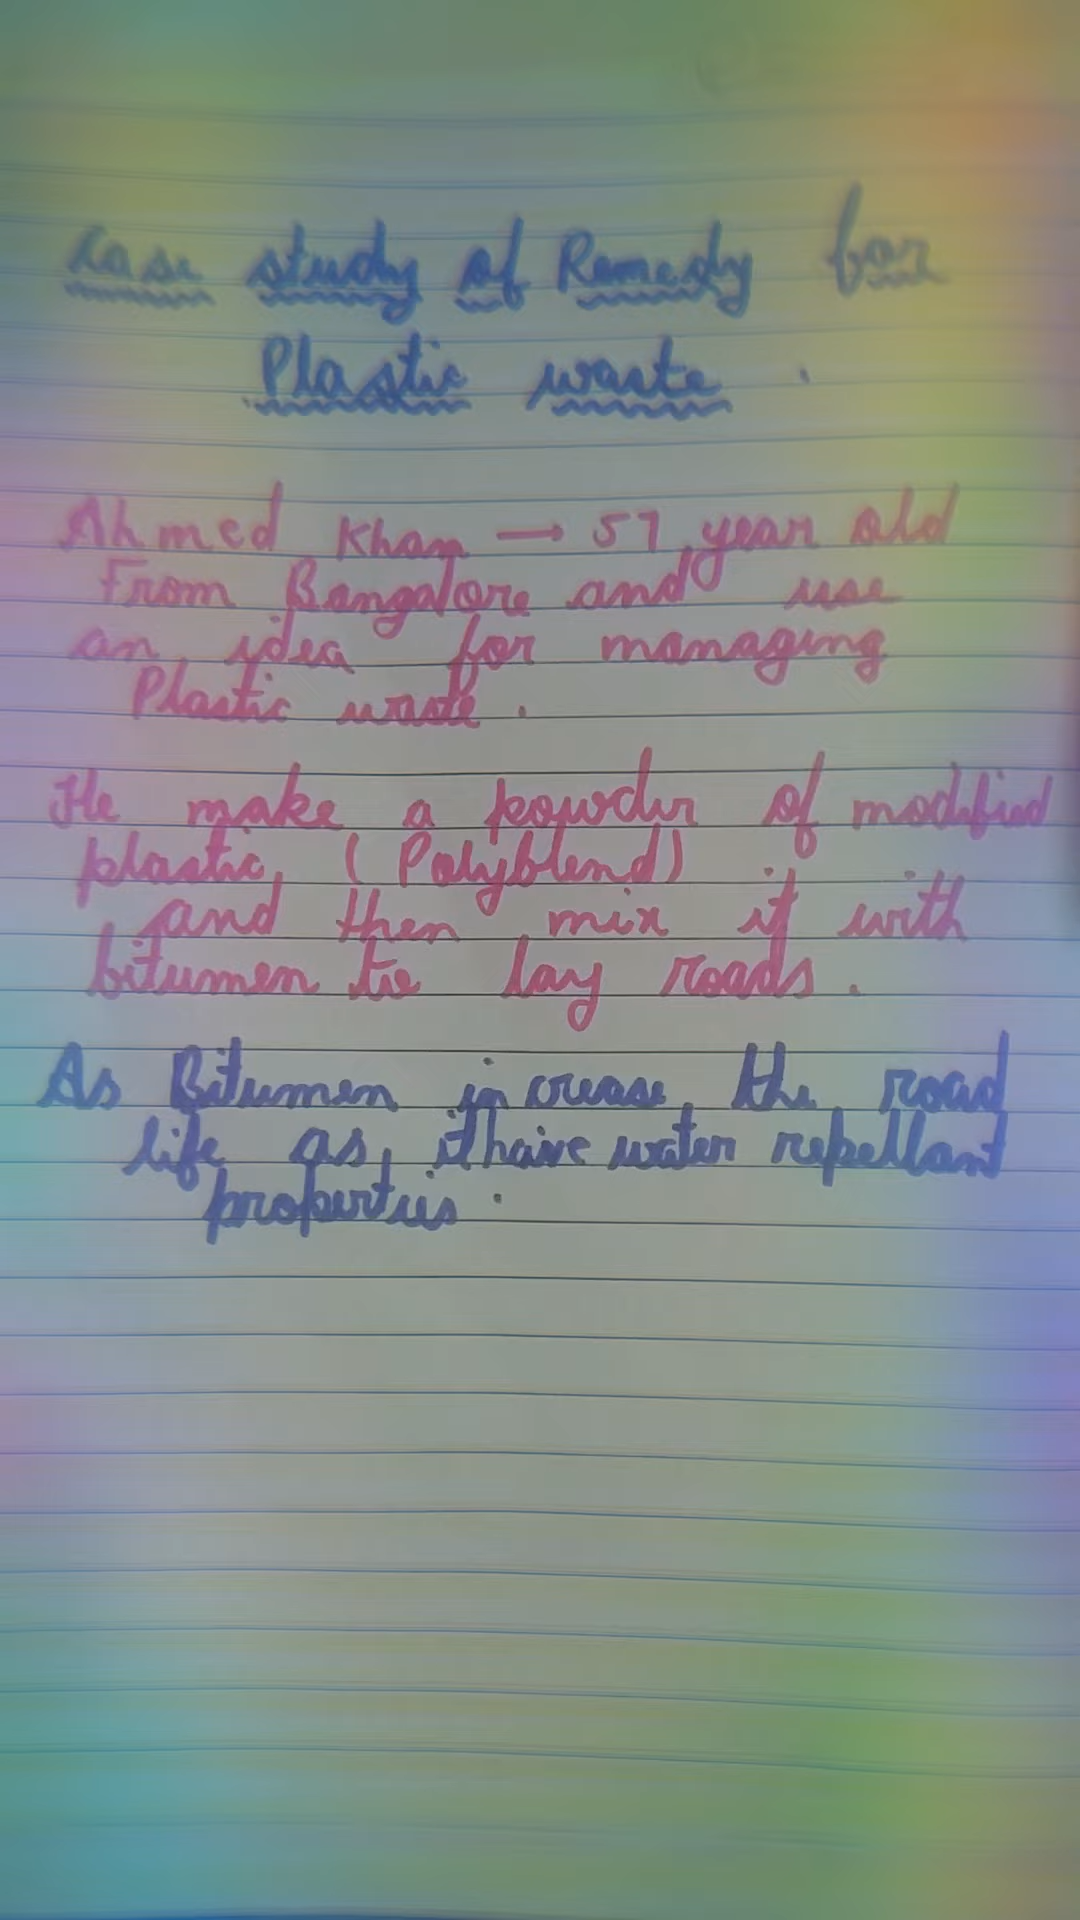 case study of Remedy for
Plastic waste.
Ahmed Khan → 57 year old
From Bangalore and use
an idea for managing
Plastic waste.
He make a powder of modified
plastic (Polyblend)
and then mix it with
bitumen to lay roads.
As Bitumen increase the road
life as, it have water repellant
properties.